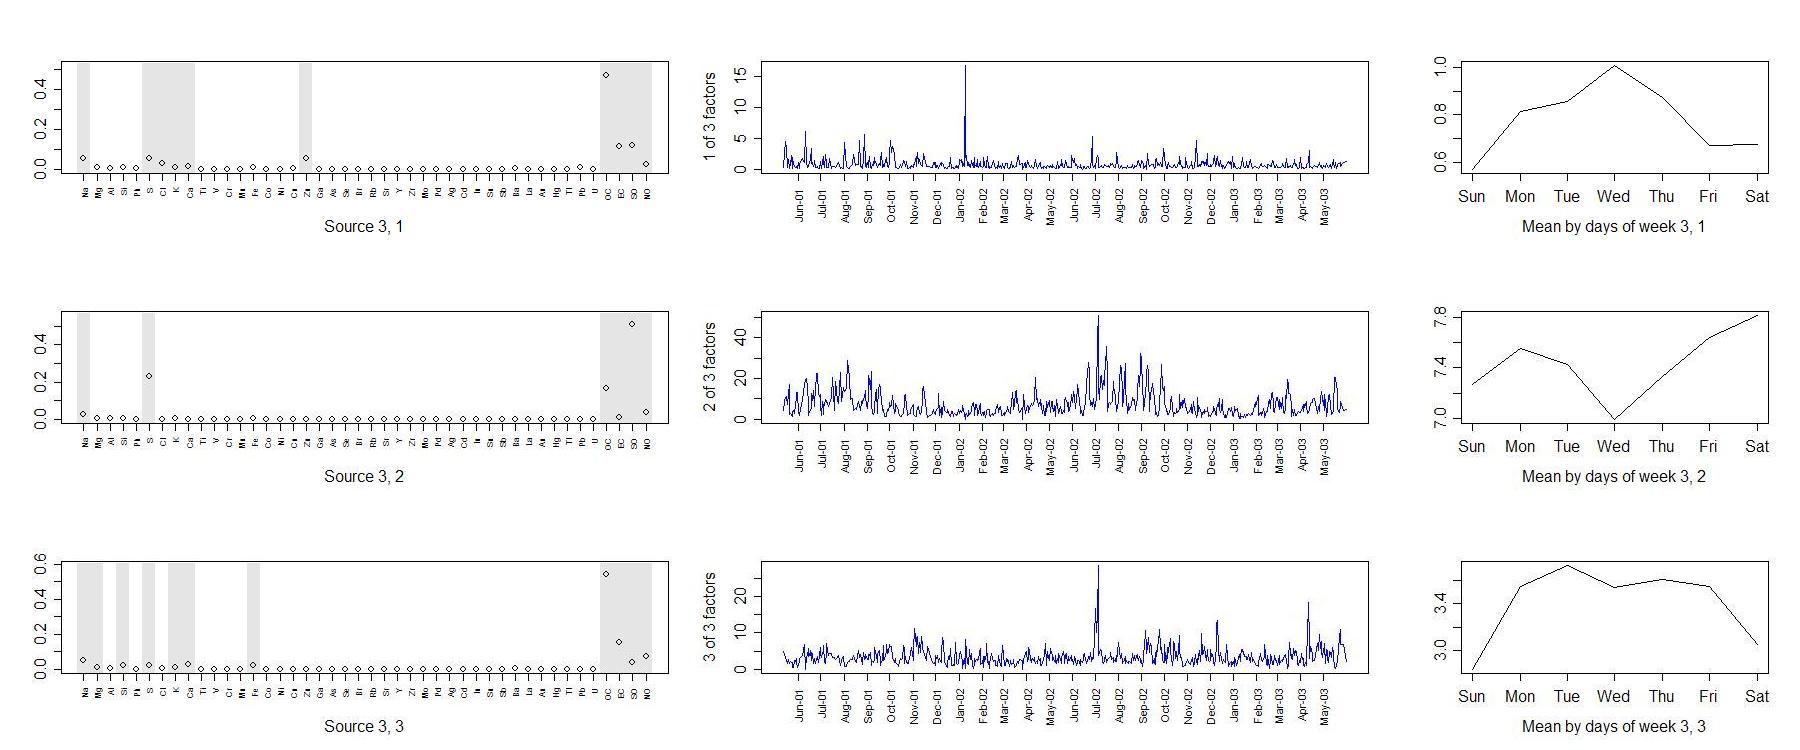 0.0 0.2 0.4
Na Mg Al Si Ph S Cl K Ca Ti V Cr Mn Fe Co Ni Cu Zn Ga As Se Br Rb Sr Y Zr Mo Pd Ag Cd In Sn Sb Ba La Au Hg Tl Pb U OC EC SO NO
Source 3, 1
1 of 3 factors
0 5 10 15
Jun-01 Jul-01 Aug-01 Sep-01 Oct-01 Nov-01 Dec-01 Jan-02 Feb-02 Mar-02 Apr-02 May-02 Jun-02 Jul-02 Aug-02 Sep-02 Oct-02 Nov-02 Dec-02 Jan-03 Feb-03 Mar-03 Apr-03 May-03
0.6 0.8 1.0
Sun Mon Tue Wed Thu Fri Sat
Mean by days of week 3, 1
0.0 0.2 0.4
Na Mg Al Si Ph S Cl K Ca Ti V Cr Mn Fe Co Ni Cu Zn Ga As Se Br Rb Sr Y Zr Mo Pd Ag Cd In Sn Sb Ba La Au Hg Tl Pb U OC EC SO NO
Source 3, 2
2 of 3 factors
0 20 40
Jun-01 Jul-01 Aug-01 Sep-01 Oct-01 Nov-01 Dec-01 Jan-02 Feb-02 Mar-02 Apr-02 May-02 Jun-02 Jul-02 Aug-02 Sep-02 Oct-02 Nov-02 Dec-02 Jan-03 Feb-03 Mar-03 Apr-03 May-03
7.0 7.4 7.8
Sun Mon Tue Wed Thu Fri Sat
Mean by days of week 3, 2
0.0 0.2 0.4 0.6
Na Mg Al Si Ph S Cl K Ca Ti V Cr Mn Fe Co Ni Cu Zn Ga As Se Br Rb Sr Y Zr Mo Pd Ag Cd In Sn Sb Ba La Au Hg Tl Pb U OC EC SO NO
Source 3, 3
3 of 3 factors
0 10 20
Jun-01 Jul-01 Aug-01 Sep-01 Oct-01 Nov-01 Dec-01 Jan-02 Feb-02 Mar-02 Apr-02 May-02 Jun-02 Jul-02 Aug-02 Sep-02 Oct-02 Nov-02 Dec-02 Jan-03 Feb-03 Mar-03 Apr-03 May-03
3.0 3.4
Sun Mon Tue Wed Thu Fri Sat
Mean by days of week 3, 3